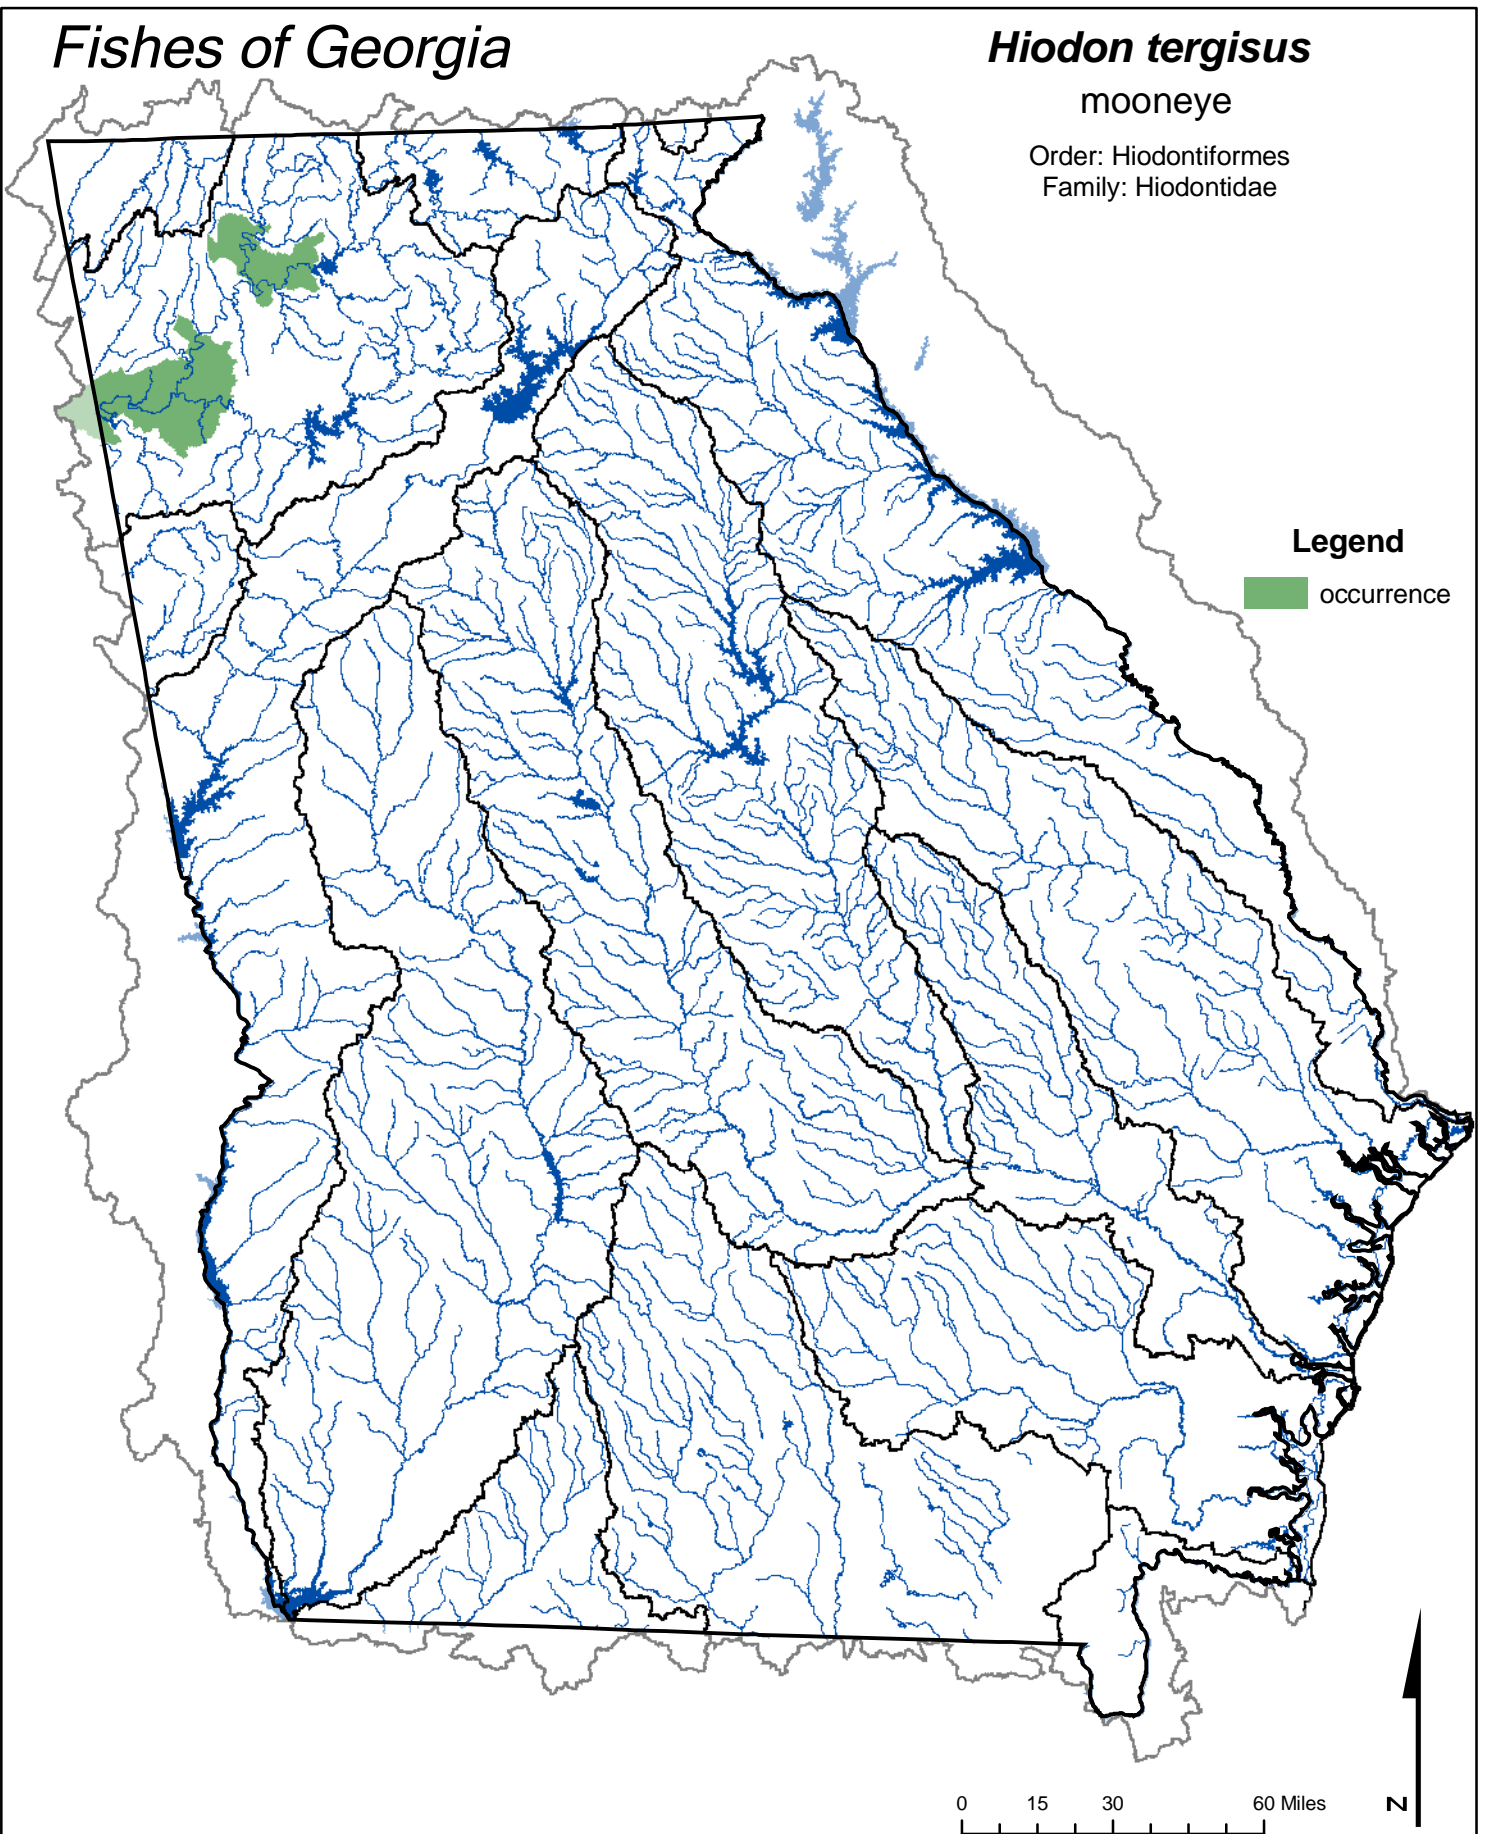 Fishes of Georgia
Hiodon tergisus
mooneye
Order: Hiodontiformes
Family: Hiodontidae
Legend
occurrence
0 15 30 60 Miles
N